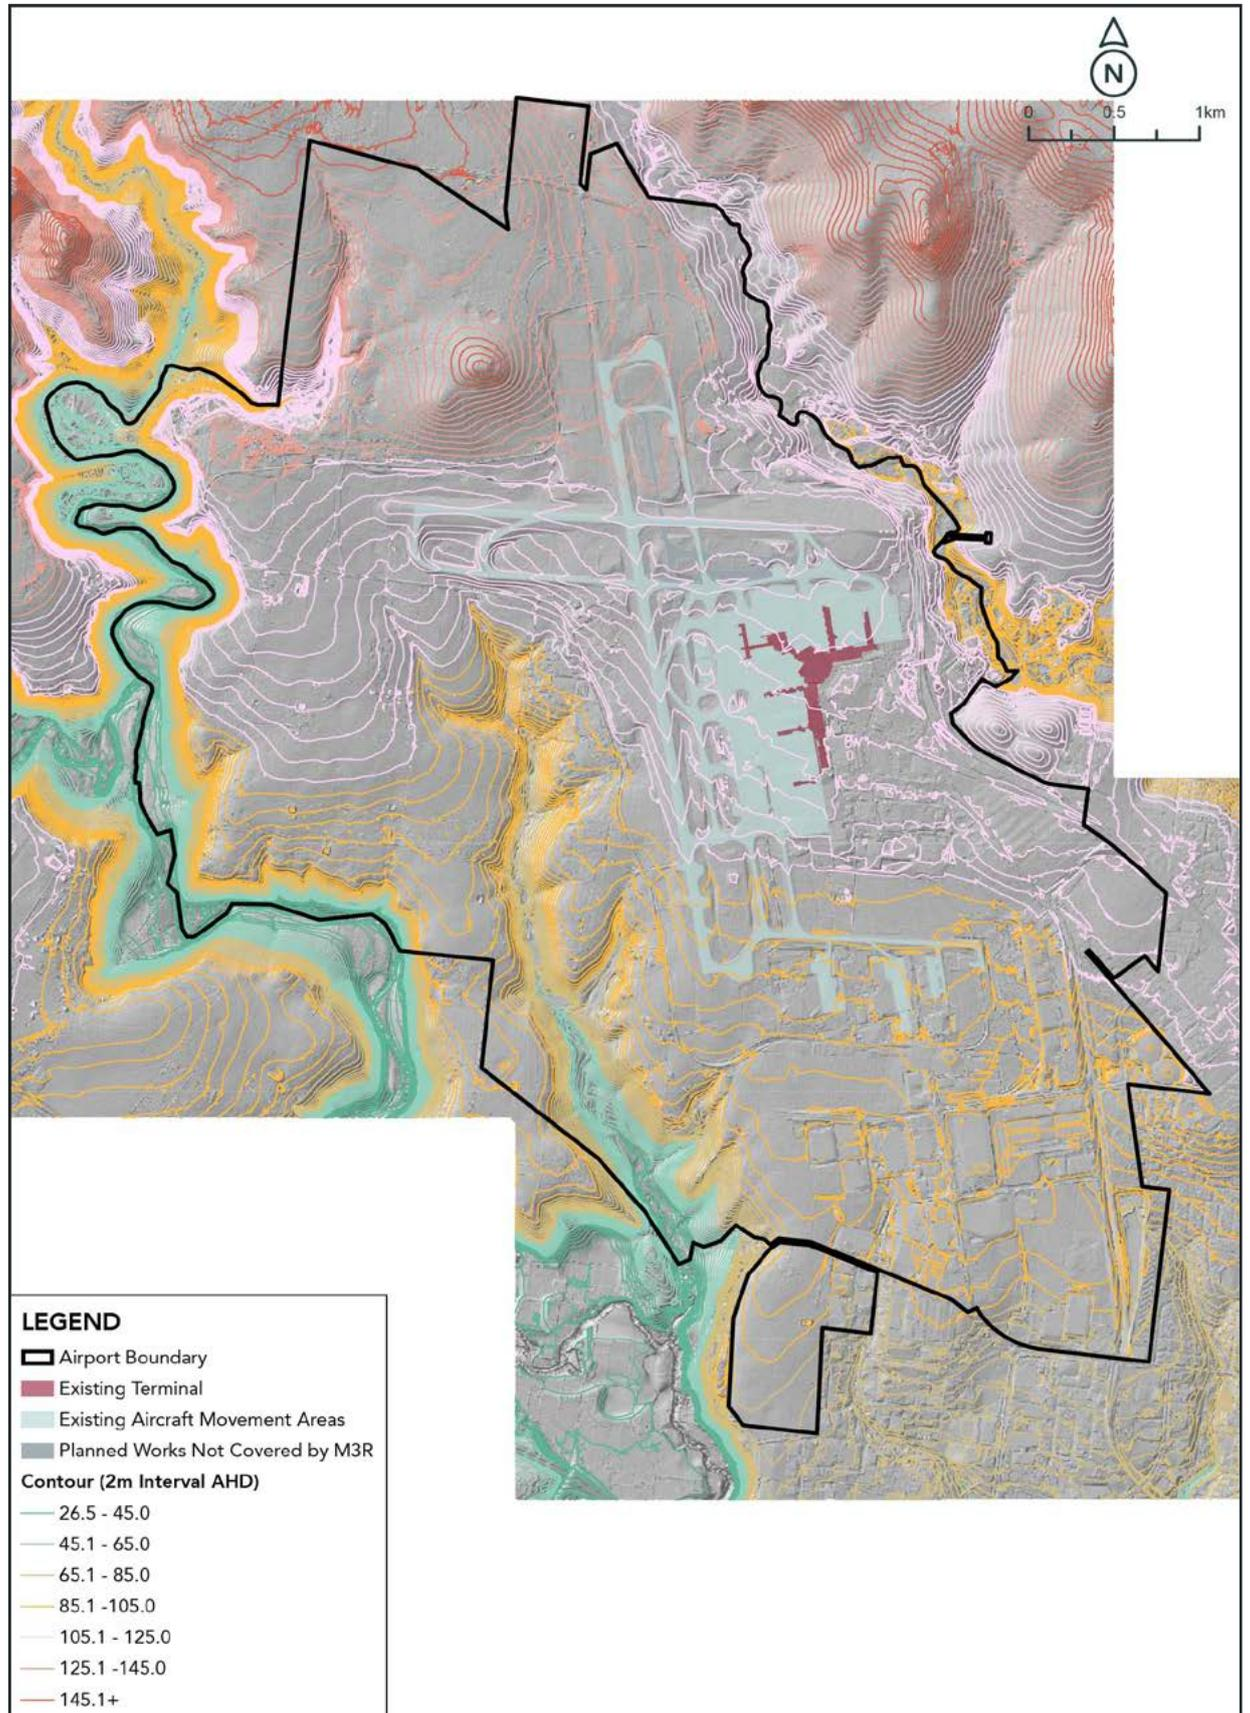 N
0 0.5 1km
LEGEND
Airport Boundary
Existing Terminal
Existing Aircraft Movement Areas
Planned Works Not Covered by M3R
Contour (2m Interval AHD)
26.5 - 45.0
45.1 - 65.0
65.1 - 85.0
85.1 -105.0
105.1 - 125.0
125.1 -145.0
145.1+